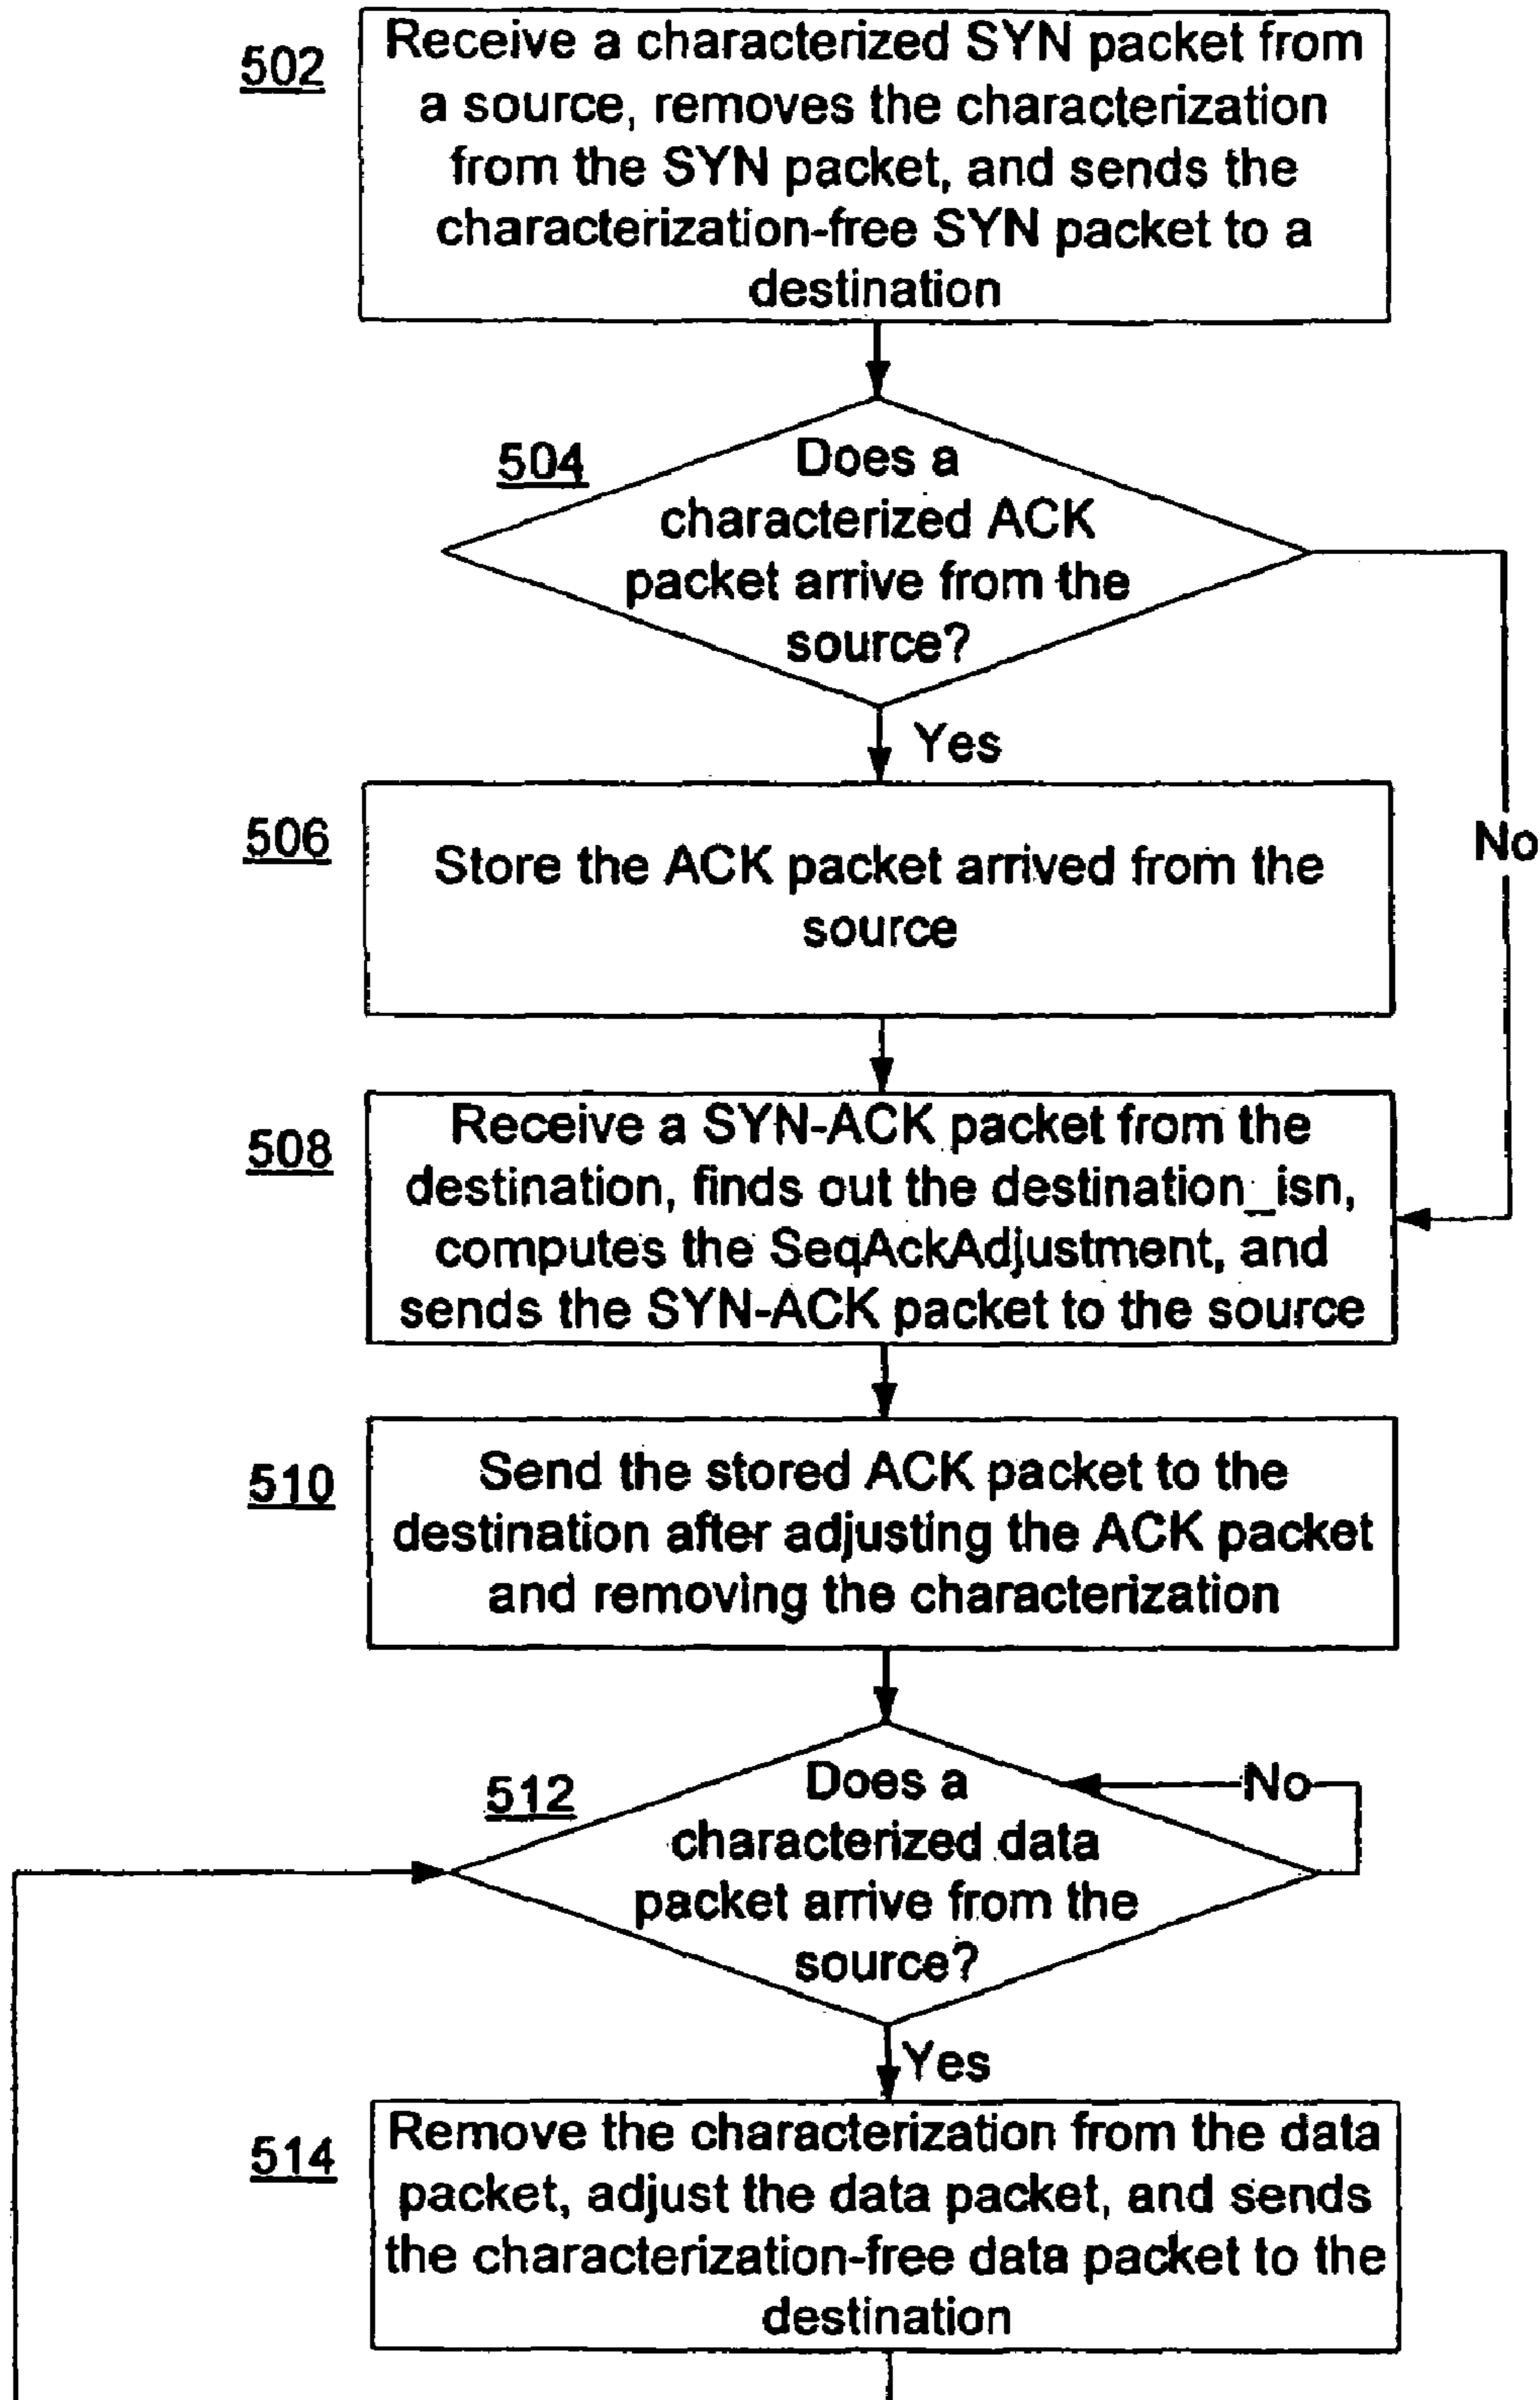 502
Receive a characterized SYN packet from
a source, removes the characterization
from the SYN packet, and sends the
characterization-free SYN packet to a
destination
504
Does a
characterized ACK
packet arrive from the
source?
Yes
No
506
Store the ACK packet arrived from the
source
508
Receive a SYN-ACK packet from the
destination, finds out the destination_isn,
computes the SeqAckAdjustment, and
sends the SYN-ACK packet to the source
510
Send the stored ACK packet to the
destination after adjusting the ACK packet
and removing the characterization
512
Does a
characterized data
packet arrive from the
source?
No
Yes
514
Remove the characterization from the data
packet, adjust the data packet, and sends
the characterization-free data packet to the
destination